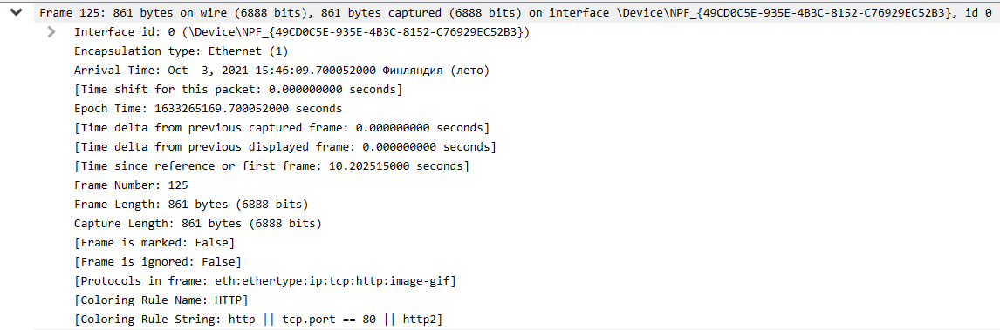 Frame 125: 861 bytes on wire (6888 bits), 861 bytes captured (6888 bits) on interface \Device\NPF_{49CD0C5E-935E-4B3C-8152-C76929EC52B3}, id 0
Interface id: 0 (\Device\NPF_{49CD0C5E-935E-4B3C-8152-C76929EC52B3})
Encapsulation type: Ethernet (1)
Arrival Time: Oct  3, 2021 15:46:09.700052000 Финляндия (лето)
[Time shift for this packet: 0.000000000 seconds]
Epoch Time: 1633265169.700052000 seconds
[Time delta from previous captured frame: 0.000000000 seconds]
[Time delta from previous displayed frame: 0.000000000 seconds]
[Time since reference or first frame: 10.202515000 seconds]
Frame Number: 125
Frame Length: 861 bytes (6888 bits)
Capture Length: 861 bytes (6888 bits)
[Frame is marked: False]
[Frame is ignored: False]
[Protocols in frame: eth:ethertype:ip:tcp:http:image-gif]
[Coloring Rule Name: HTTP]
[Coloring Rule String: http || tcp.port == 80 || http2]